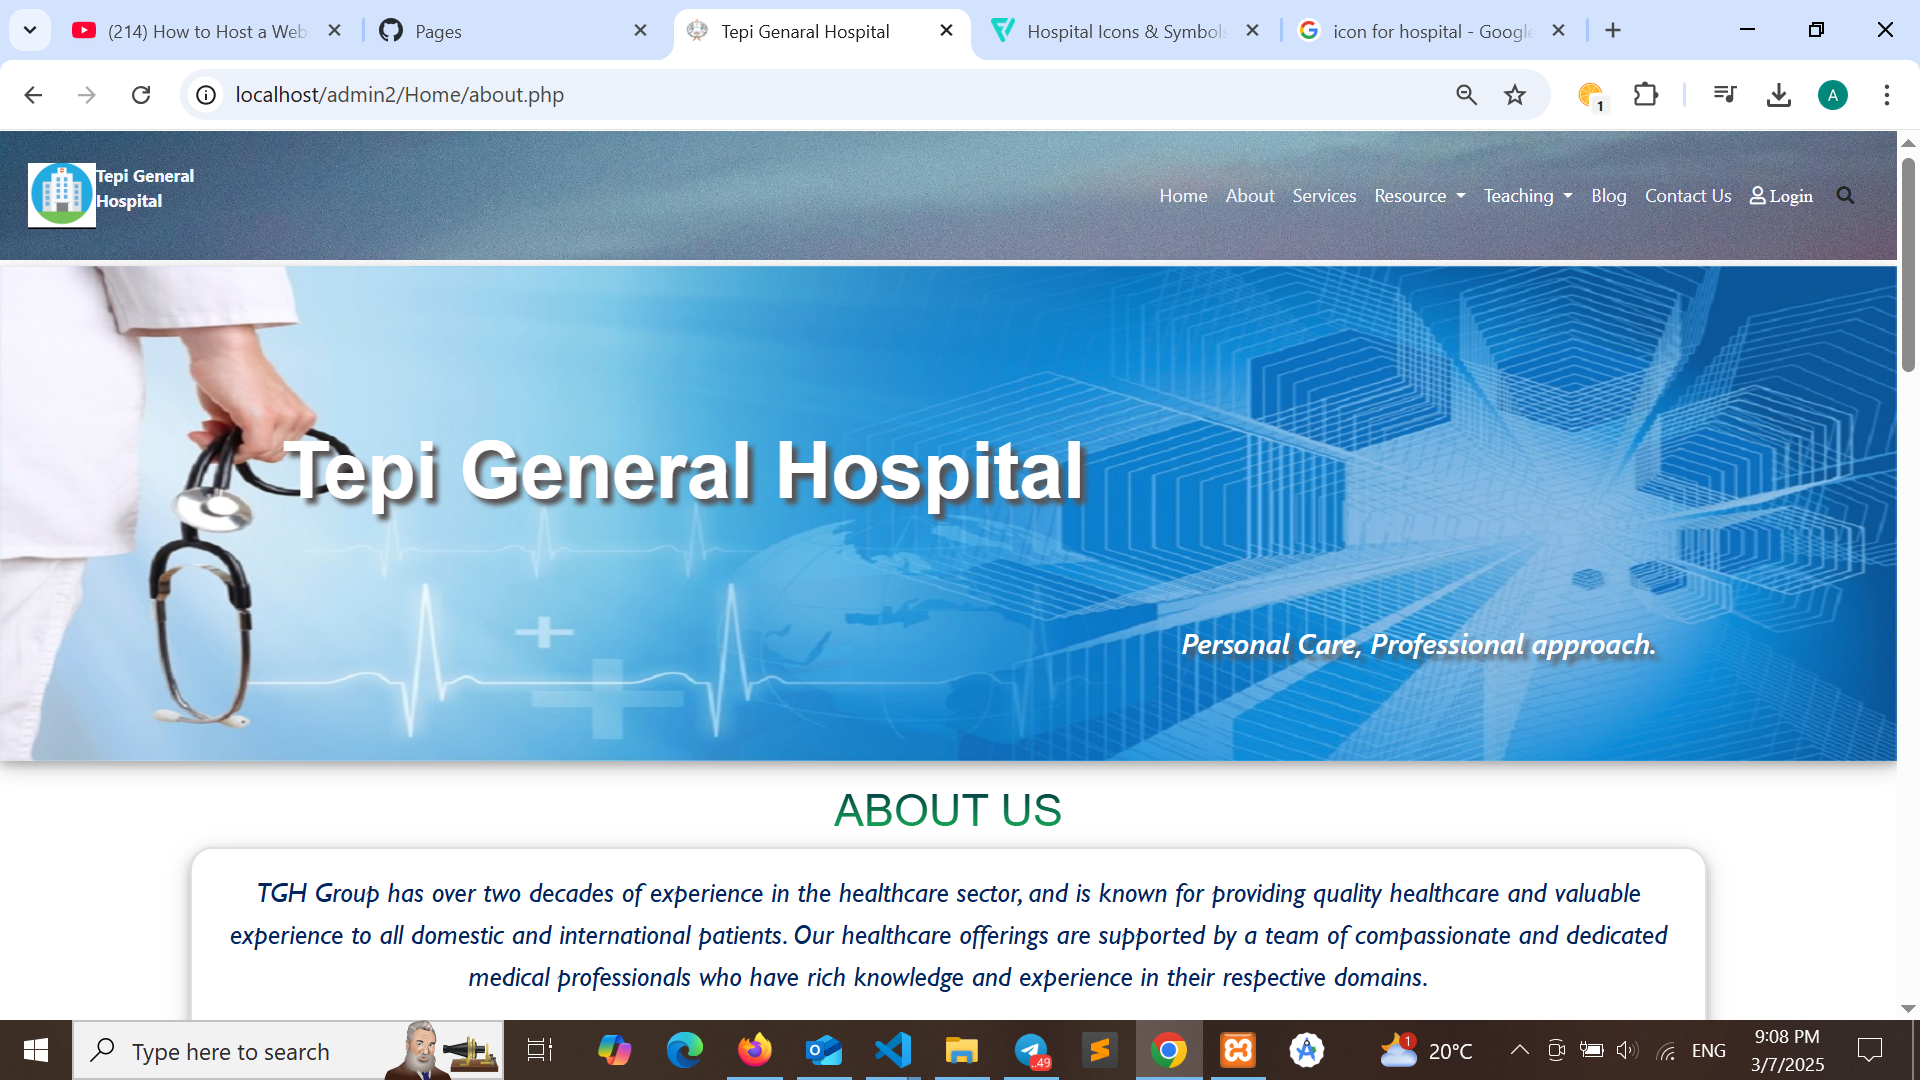 (214) How to Host a Web
Pages
Tepi Genaral Hospital
Hospital Icons & Symbols
icon for hospital - Google
localhost/admin2/Home/about.php
1
A
Tepi General
Hospital
Home About Services Resource Teaching Blog Contact Us Login
Tepi General Hospital
Personal Care, Professional approach.
ABOUT US
TGH Group has over two decades of experience in the healthcare sector, and is known for providing quality healthcare and valuable
experience to all domestic and international patients. Our healthcare offerings are supported by a team of compassionate and dedicated
medical professionals who have rich knowledge and experience in their respective domains.
Type here to search
..49
1
20°C
ENG
9:08 PM
3/7/2025